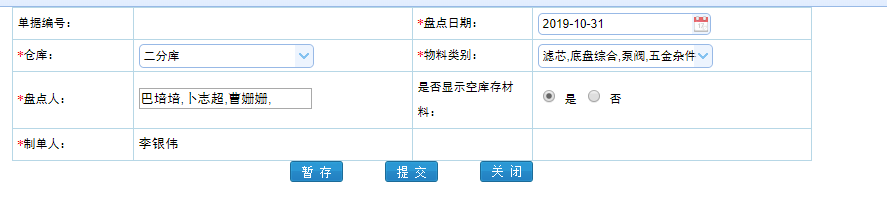 单据编号：
*盘点日期：
2019-10-31
*仓库：
二分库
*物料类别：
滤芯,底盘综合,泵阀,五金杂件
*盘点人：
巴培培,卜志超,曹姗姗,
是否显示空库存材
料：
是 否
*制单人：
李银伟
暂存 提交 关闭